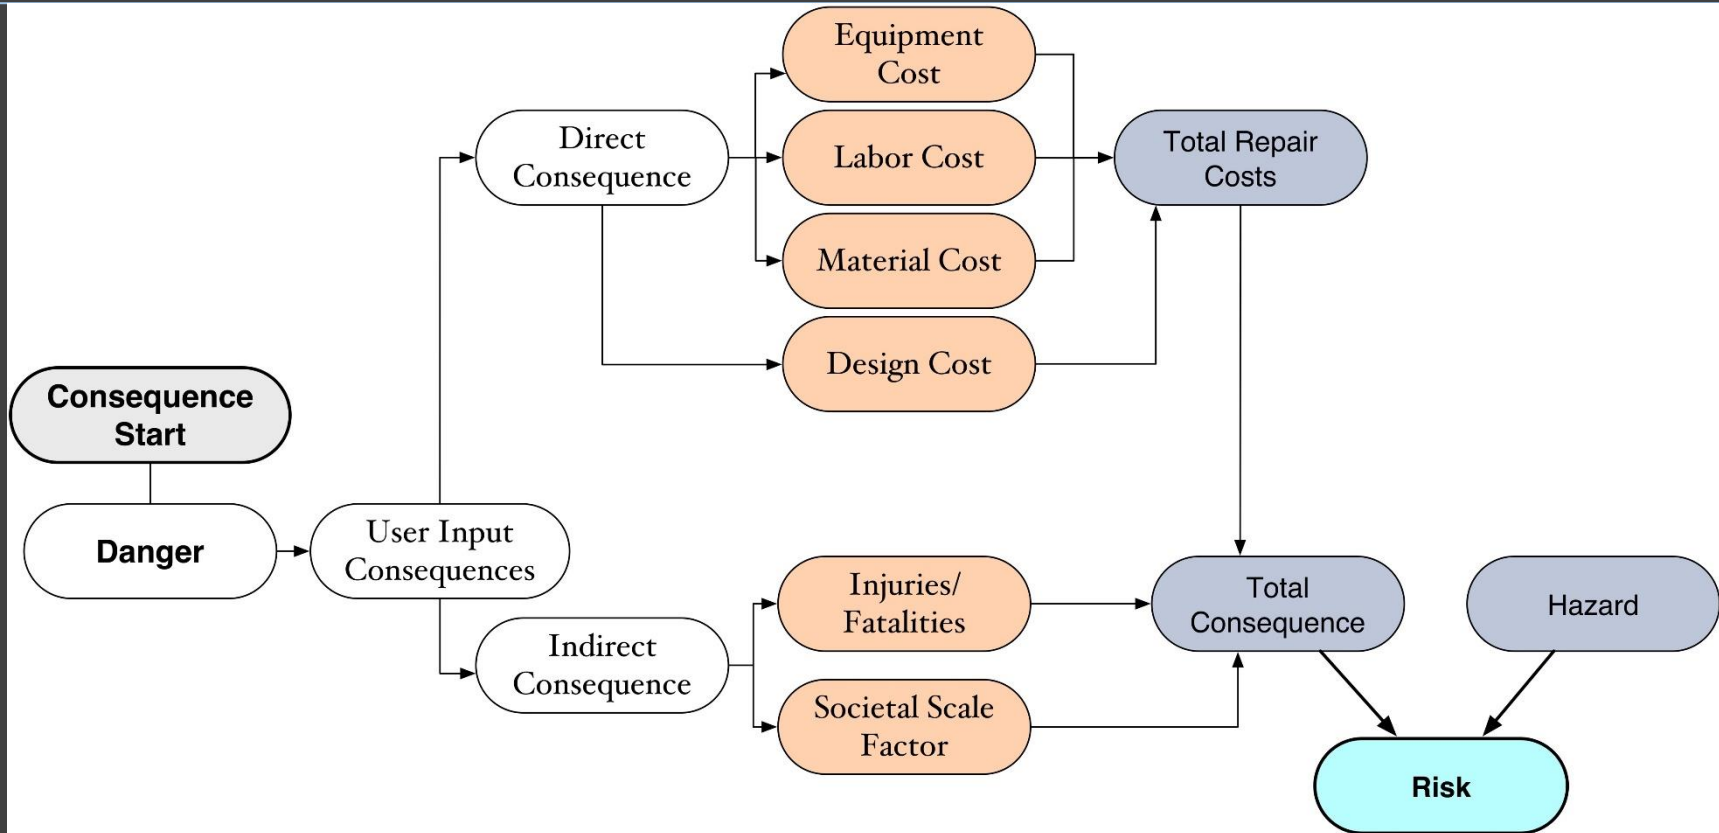 Equipment
Cost
Direct
Consequence
Labor Cost
Total Repair
Costs
Material Cost
Design Cost
Consequence
Start
Danger
User Input
Consequences
Injuries/
Fatalities
Total
Consequence
Hazard
Indirect
Consequence
Societal Scale
Factor
Risk